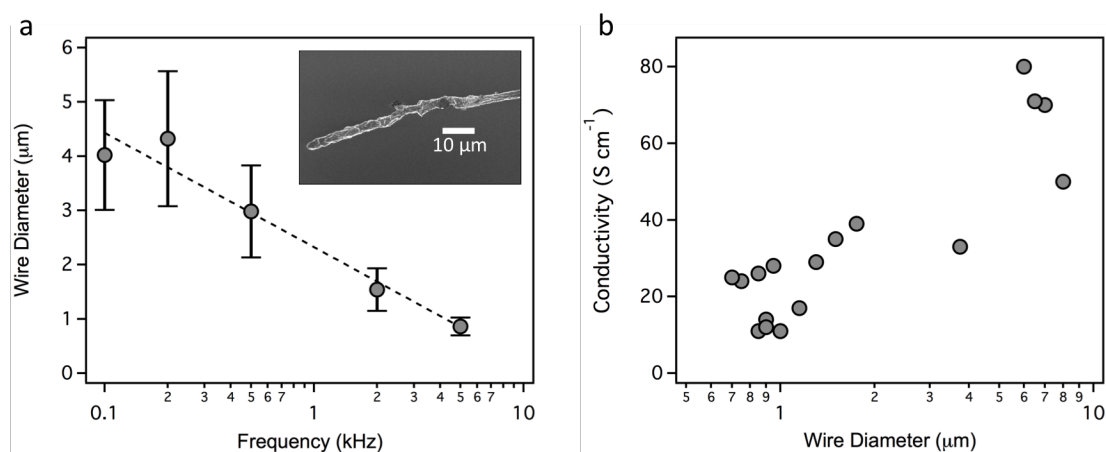 a
6
5
4
3
2
1
0
Wire Diameter (μm)
10 μm
2 3 4 5 6 7 2 3 4 5 6 7
0.1 1 10
Frequency (kHz)
b
80
60
40
20
0
Conductivity (S cm⁻¹)
5 6 7 8 9 2 3 4 5 6 7 8 9
1 10
Wire Diameter (μm)